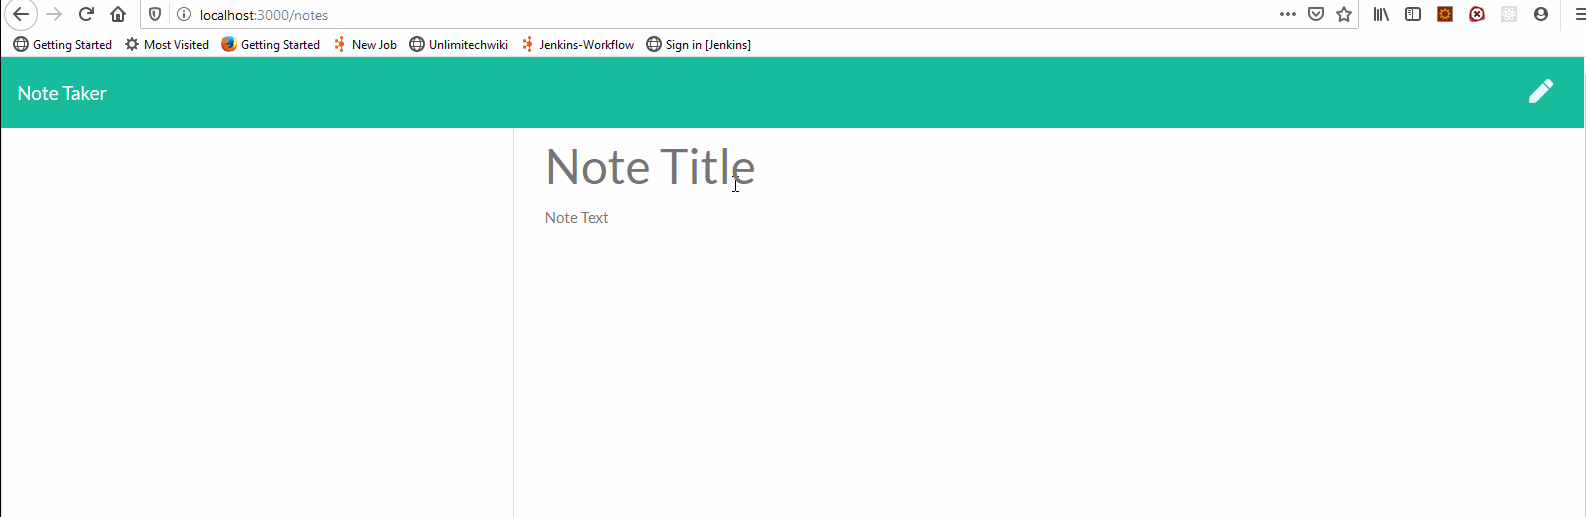 localhost:3000/notes
Getting Started Most Visited Getting Started New Job Unlimitechwiki Jenkins-Workflow Sign in [Jenkins]
Note Taker
Note Title
Note Text